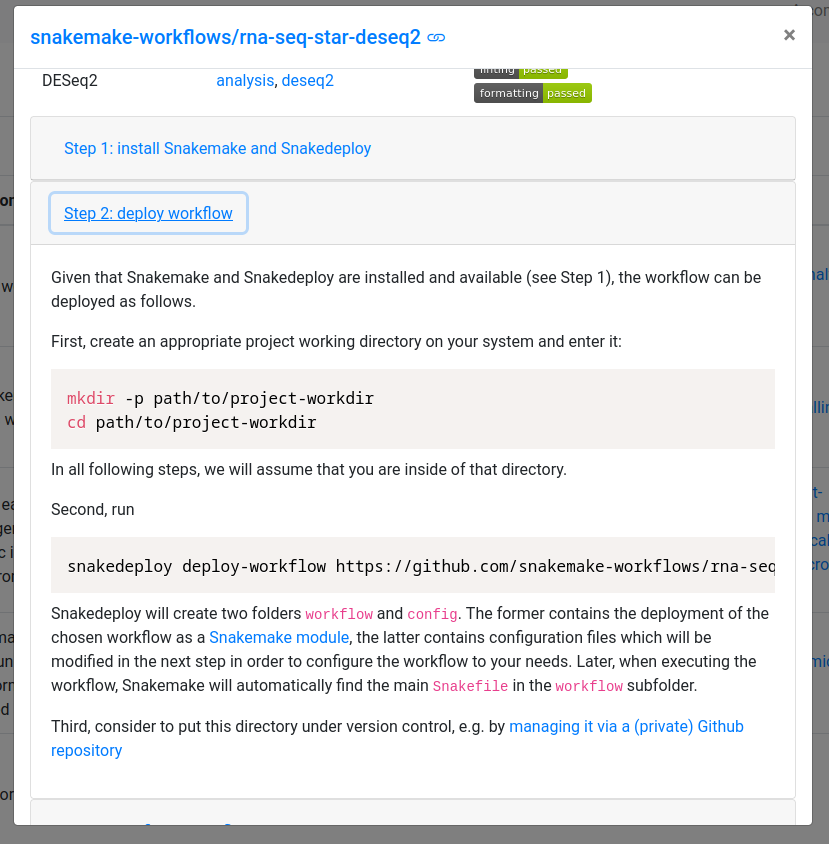 snakemake-workflows/rna-seq-star-deseq2
×
DESeq2 analysis, deseq2
linting passed
formatting passed
Step 1: install Snakemake and Snakedeploy
Step 2: deploy workflow
Given that Snakemake and Snakedeploy are installed and available (see Step 1), the workflow can be
deployed as follows.
First, create an appropriate project working directory on your system and enter it:
mkdir -p path/to/project-workdir
cd path/to/project-workdir
In all following steps, we will assume that you are inside of that directory.
Second, run
snakedeploy deploy-workflow https://github.com/snakemake-workflows/rna-seq
Snakedeploy will create two folders workflow and config. The former contains the deployment of the
chosen workflow as a Snakemake module, the latter contains configuration files which will be
modified in the next step in order to configure the workflow to your needs. Later, when executing the
workflow, Snakemake will automatically find the main Snakefile in the workflow subfolder.
Third, consider to put this directory under version control, e.g. by managing it via a (private) Github
repository